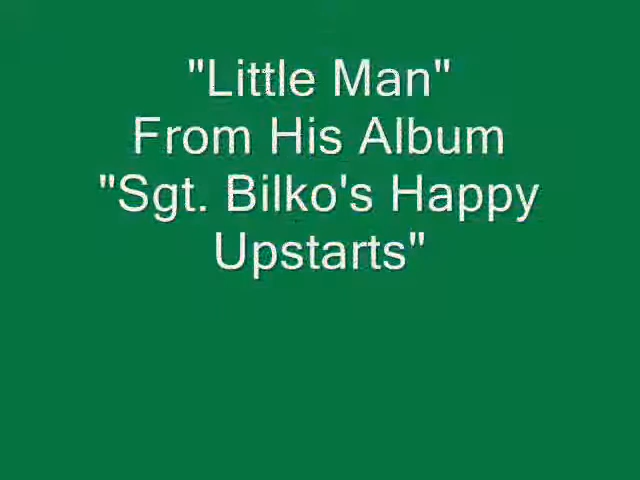 "Little Man"
From His Album
"Sgt. Bilko's Happy
Upstarts"